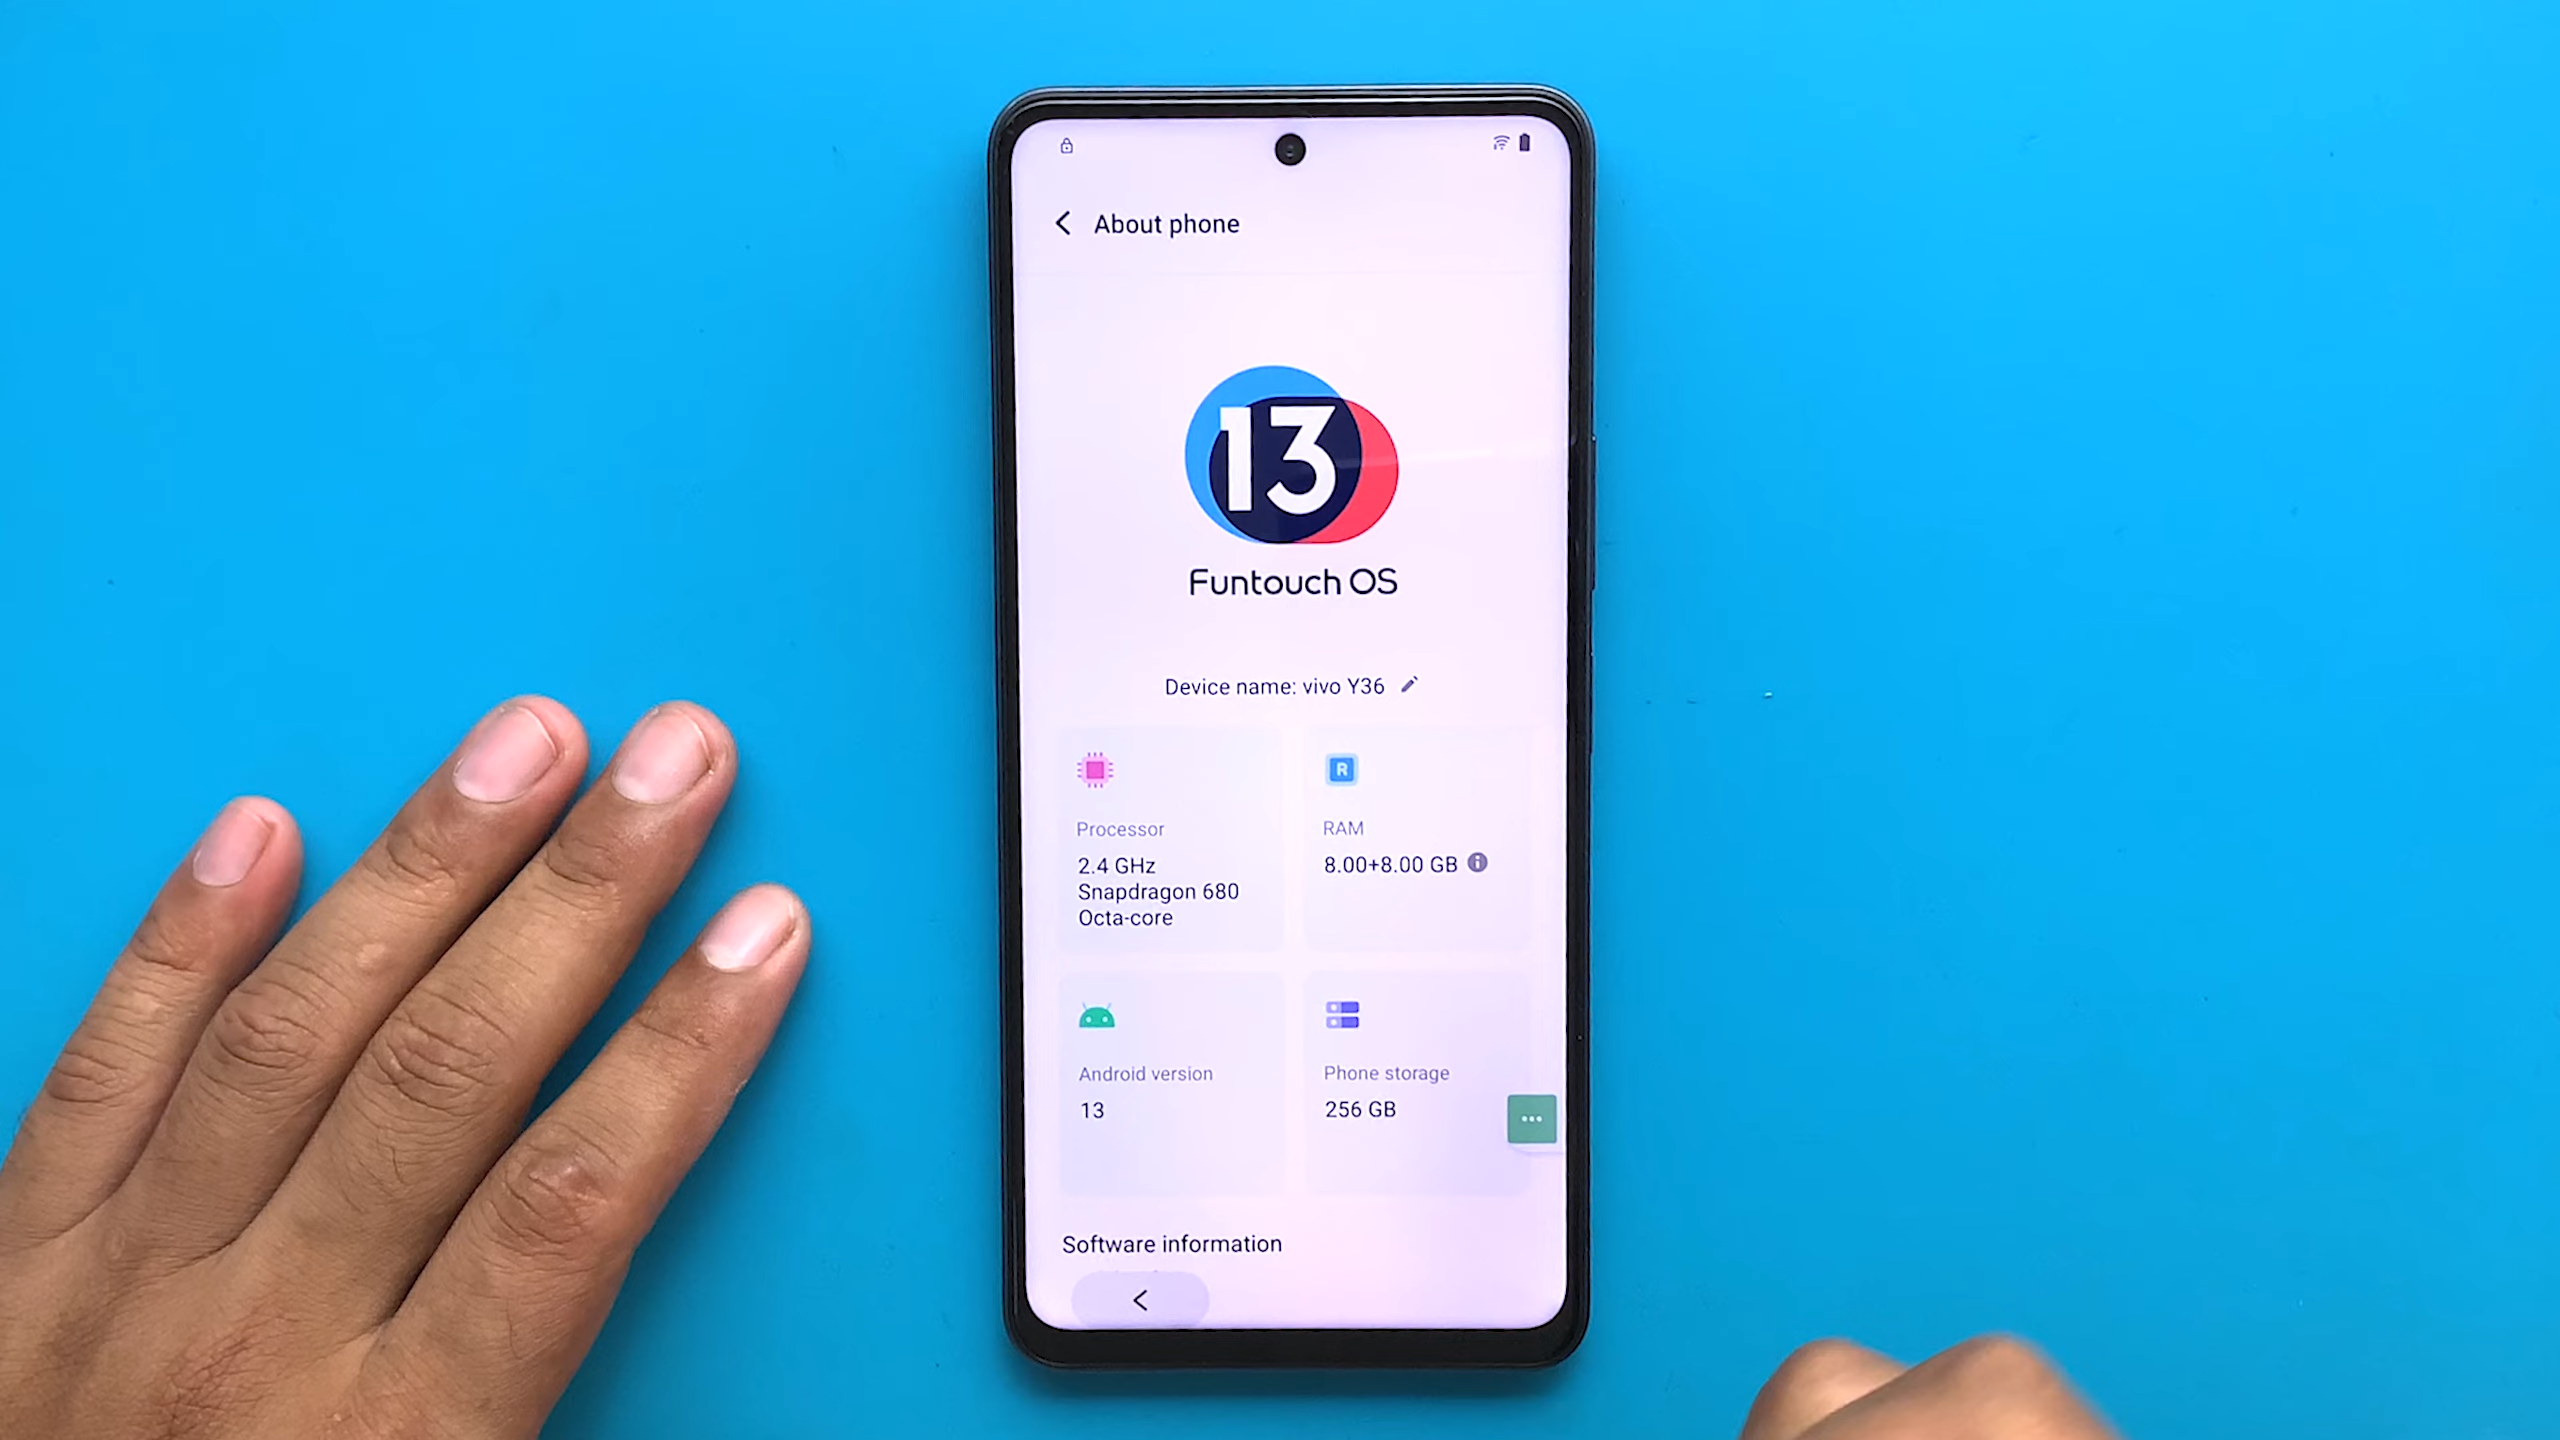 About phone
13
Funtouch OS
Device name: vivo Y36
R
Processor
2.4 GHz
Snapdragon 680
Octa-core
RAM
8.00+8.00 GB
Android version
13
Phone storage
256 GB
Software information